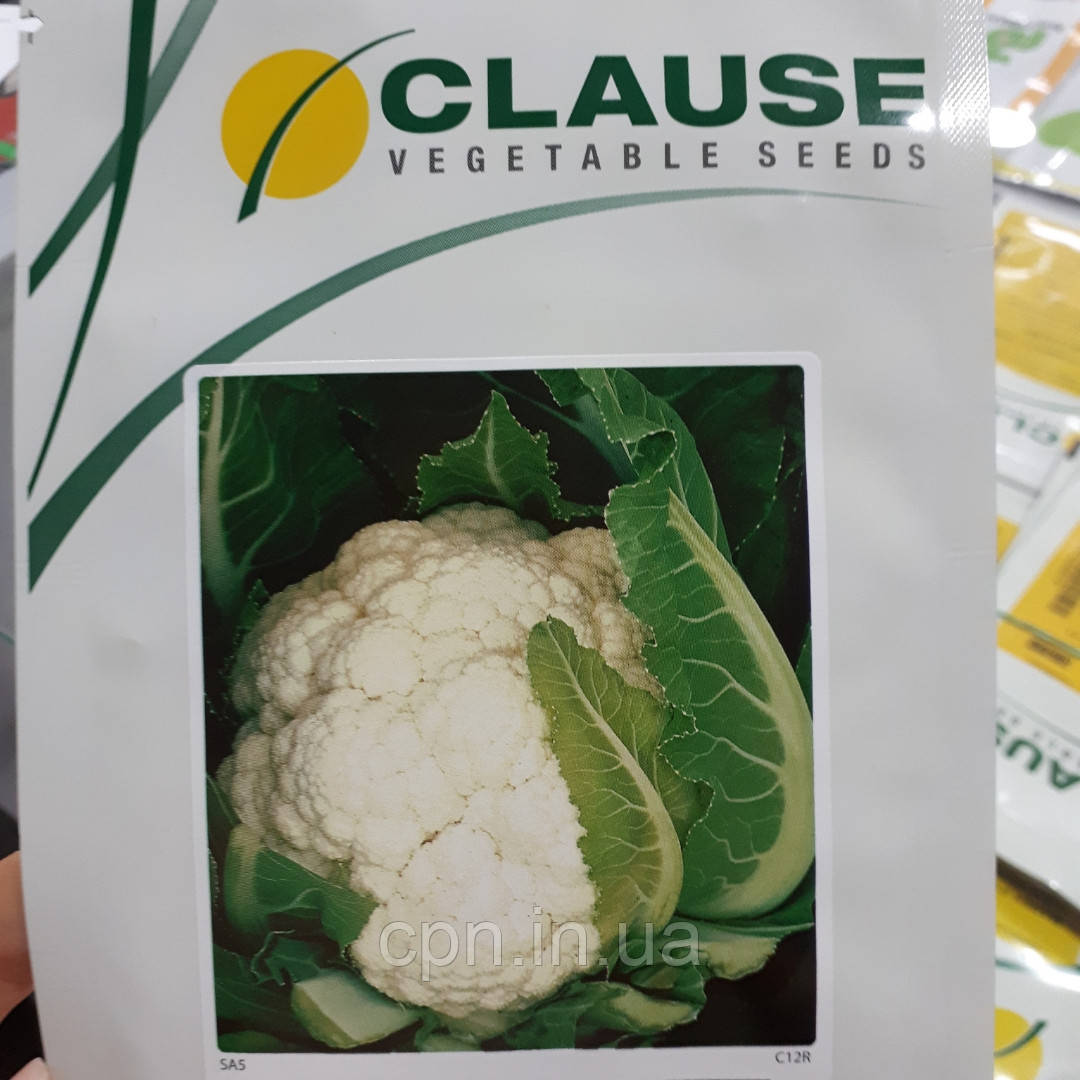 CLAUSE
VEGETABLE SEEDS
cpn.in.ua
SA5
C12R